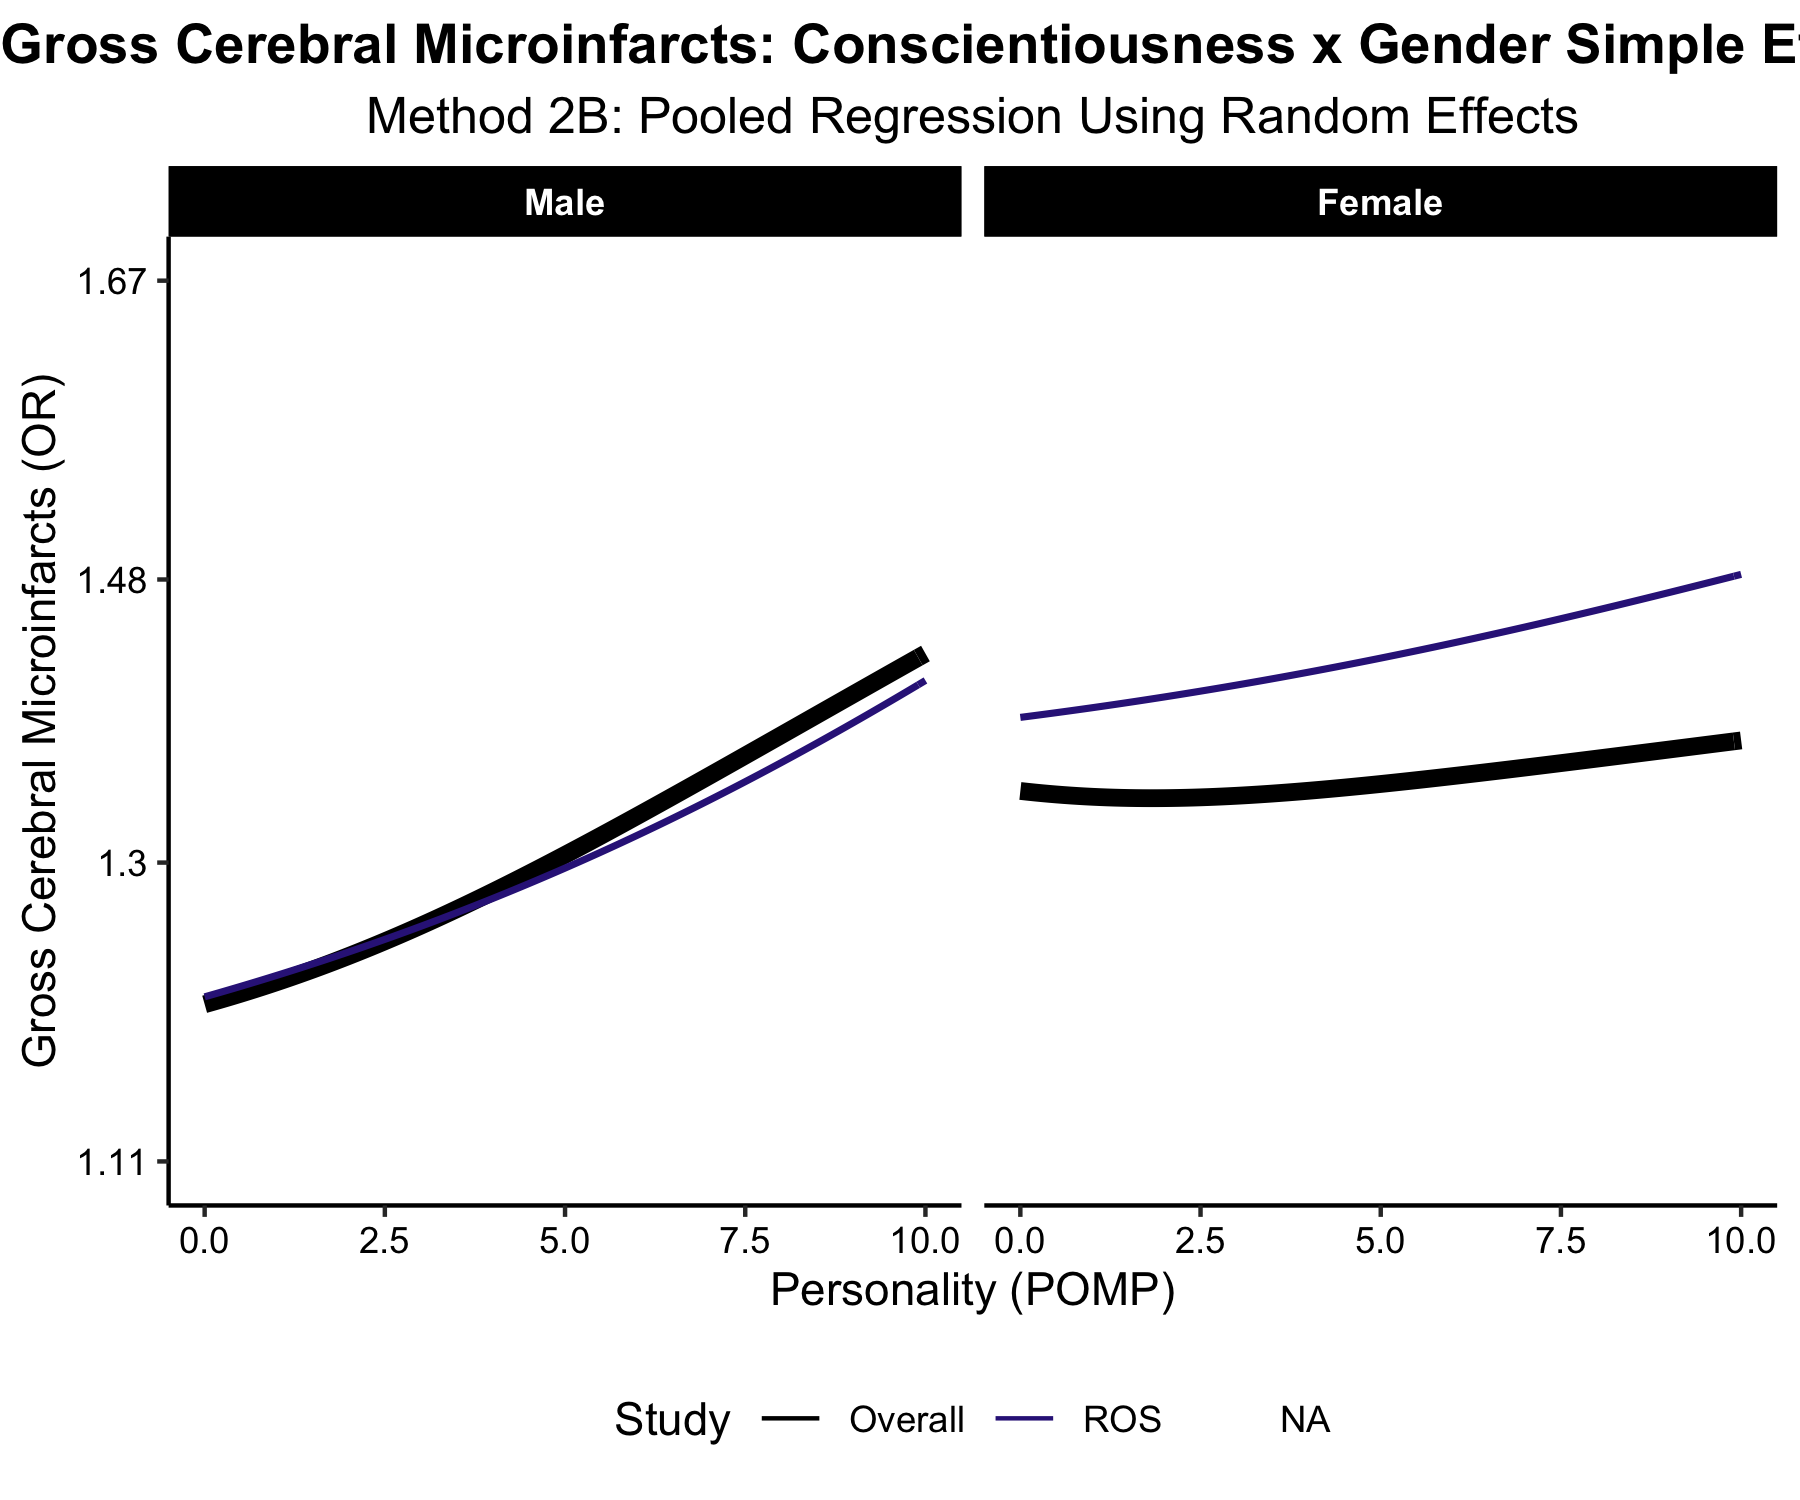 Gross Cerebral Microinfarcts: Conscientiousness x Gender Simple E
Method 2B: Pooled Regression Using Random Effects
Male Female
Gross Cerebral Microinfarcts (OR)
1.67
1.48
1.3
1.11
0.0 2.5 5.0 7.5 10.0 0.0 2.5 5.0 7.5 10.0
Personality (POMP)
Study Overall ROS NA